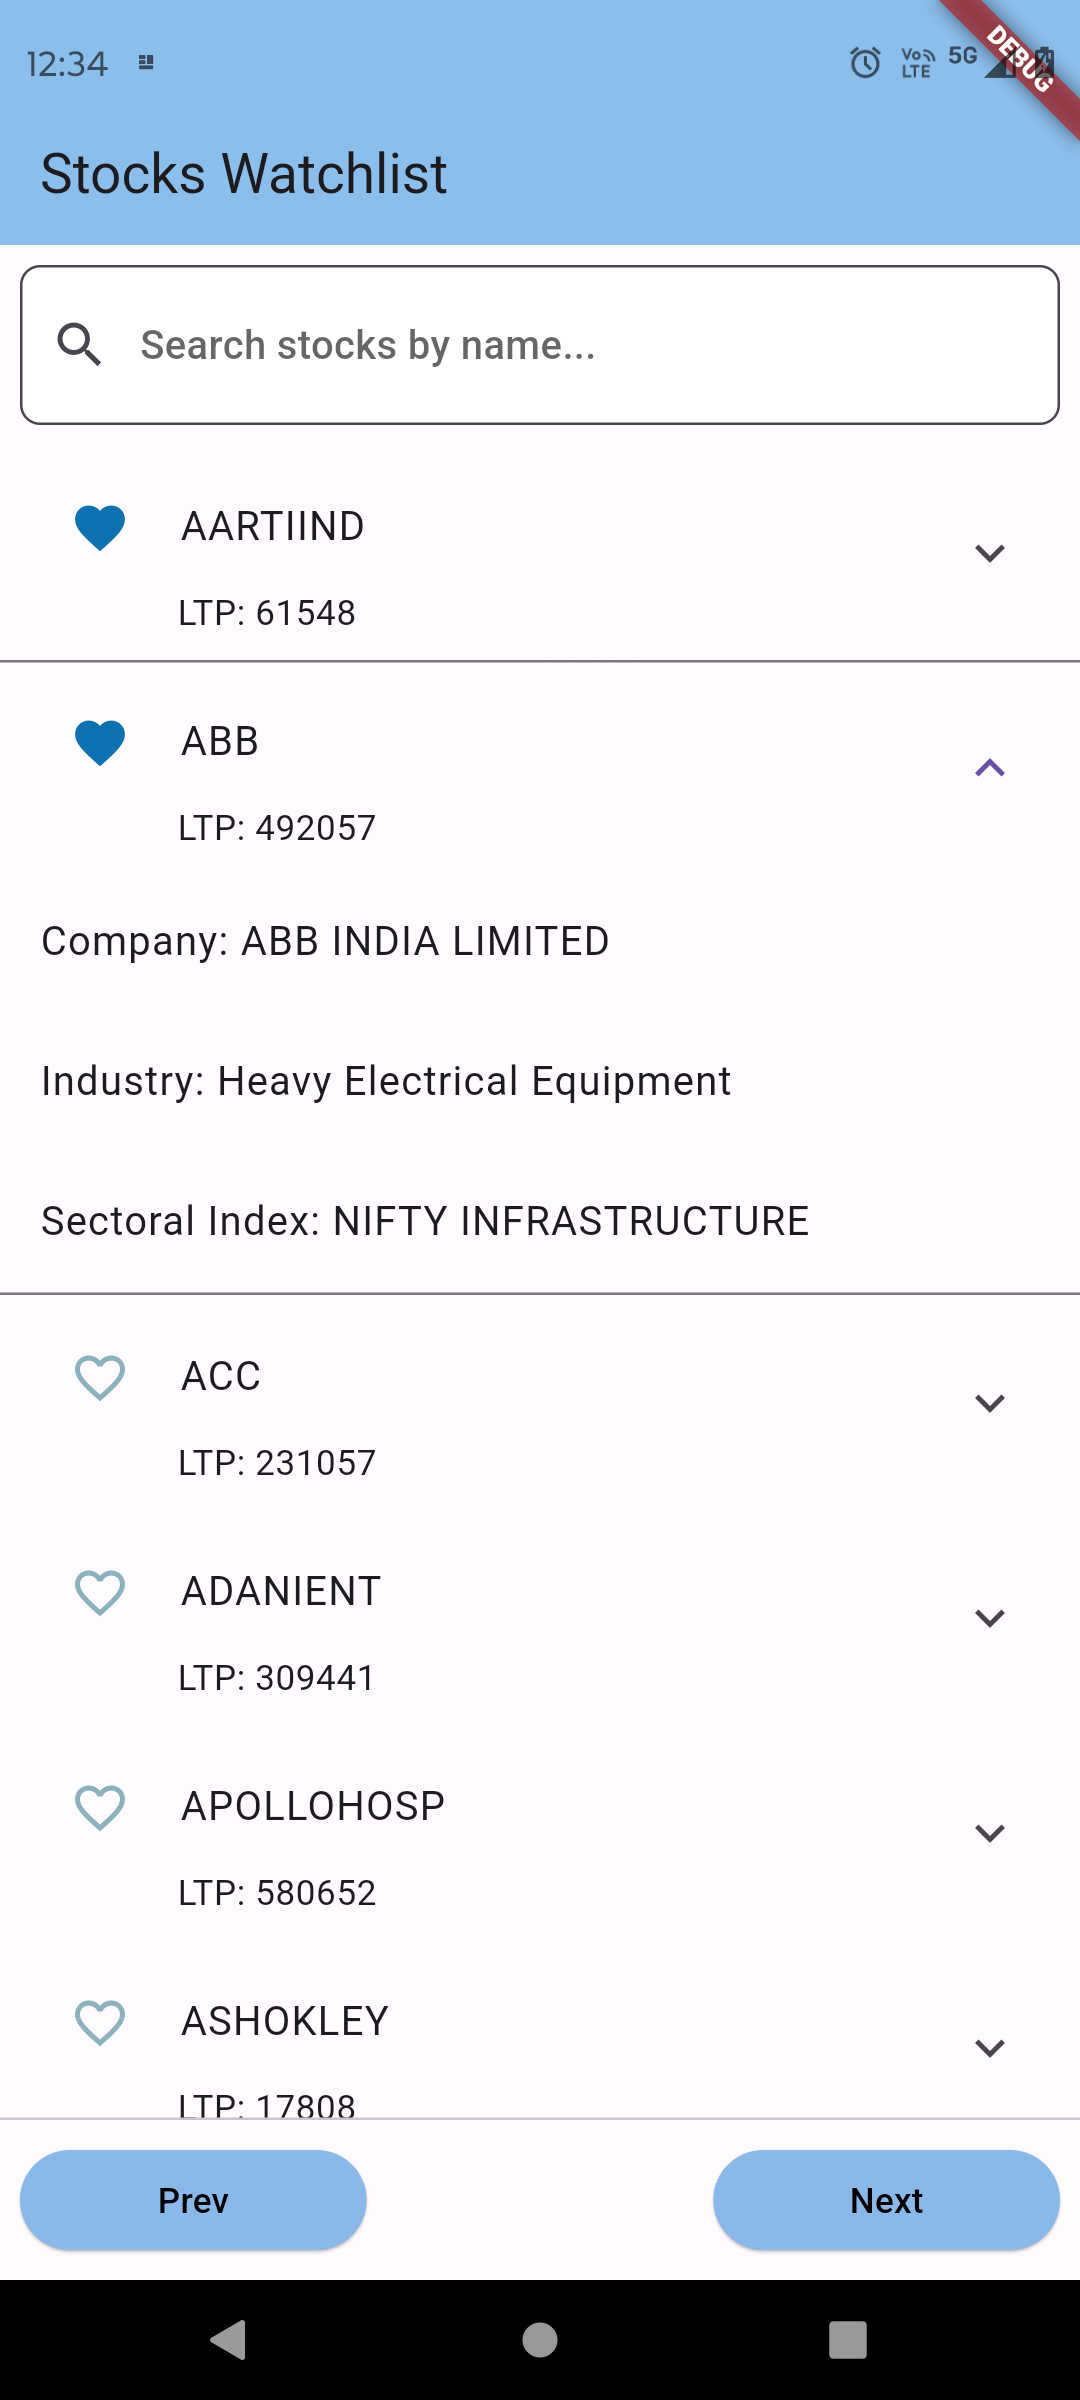 12:34
Vo
LTE
5G
DEBUG
Stocks Watchlist
Search stocks by name...
AARTIIND
LTP: 61548
ABB
LTP: 492057
Company: ABB INDIA LIMITED
Industry: Heavy Electrical Equipment
Sectoral Index: NIFTY INFRASTRUCTURE
ACC
LTP: 231057
ADANIENT
LTP: 309441
APOLLOHOSP
LTP: 580652
ASHOKLEY
LTP: 17808
Prev
Next